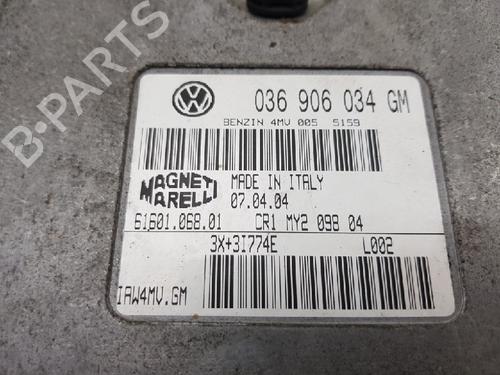 B-PARTS
VW
036 906 034 GM
BENZIN 4MV 005 5159
MAGNETI MARELLI
MADE IN ITALY
07.04.04
61601.068.01 CR1 MY2 098 04
3X+3I774E L002
IAW4MV.GM